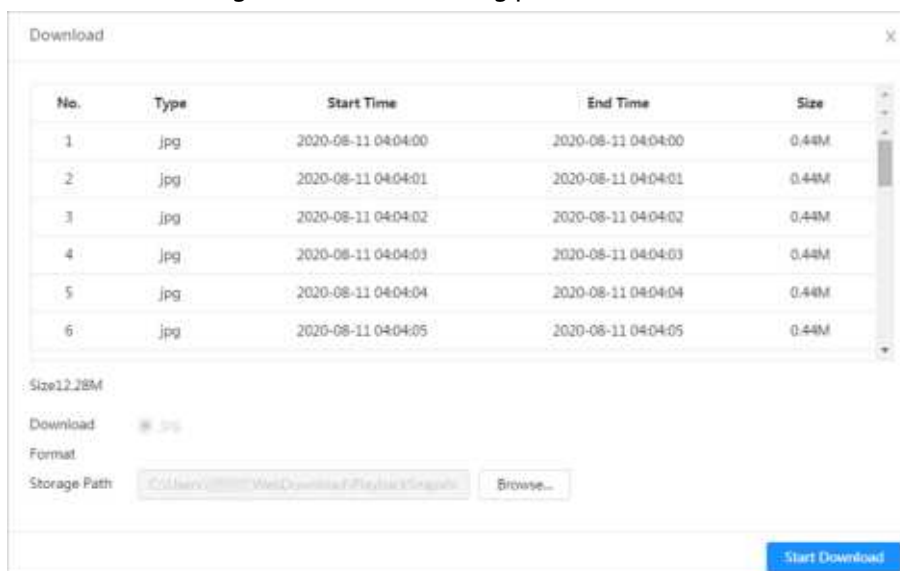 Download
No. Type Start Time End Time Size
1 jpg 2020-08-11 04:04:00 2020-08-11 04:04:00 0.44M
2 jpg 2020-08-11 04:04:01 2020-08-11 04:04:01 0.44M
3 jpg 2020-08-11 04:04:02 2020-08-11 04:04:02 0.44M
4 jpg 2020-08-11 04:04:03 2020-08-11 04:04:03 0.44M
5 jpg 2020-08-11 04:04:04 2020-08-11 04:04:04 0.44M
6 jpg 2020-08-11 04:04:05 2020-08-11 04:04:05 0.44M
Size12.28M
Download
Format
Storage Path Browse...
Start Download